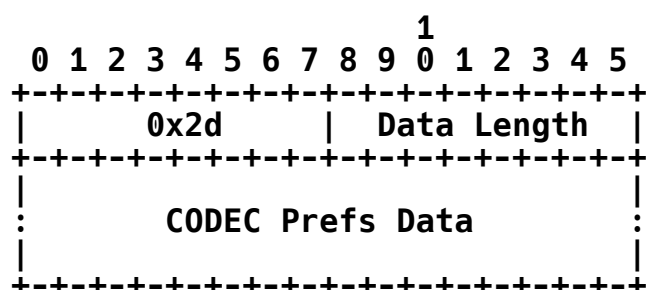 1
 0 1 2 3 4 5 6 7 8 9 0 1 2 3 4 5
+-+-+-+-+-+-+-+-+-+-+-+-+-+-+-+-+
|      0x2d     |  Data Length  |
+-+-+-+-+-+-+-+-+-+-+-+-+-+-+-+-+
|                               |
:       CODEC Prefs Data        :
|                               |
+-+-+-+-+-+-+-+-+-+-+-+-+-+-+-+-+